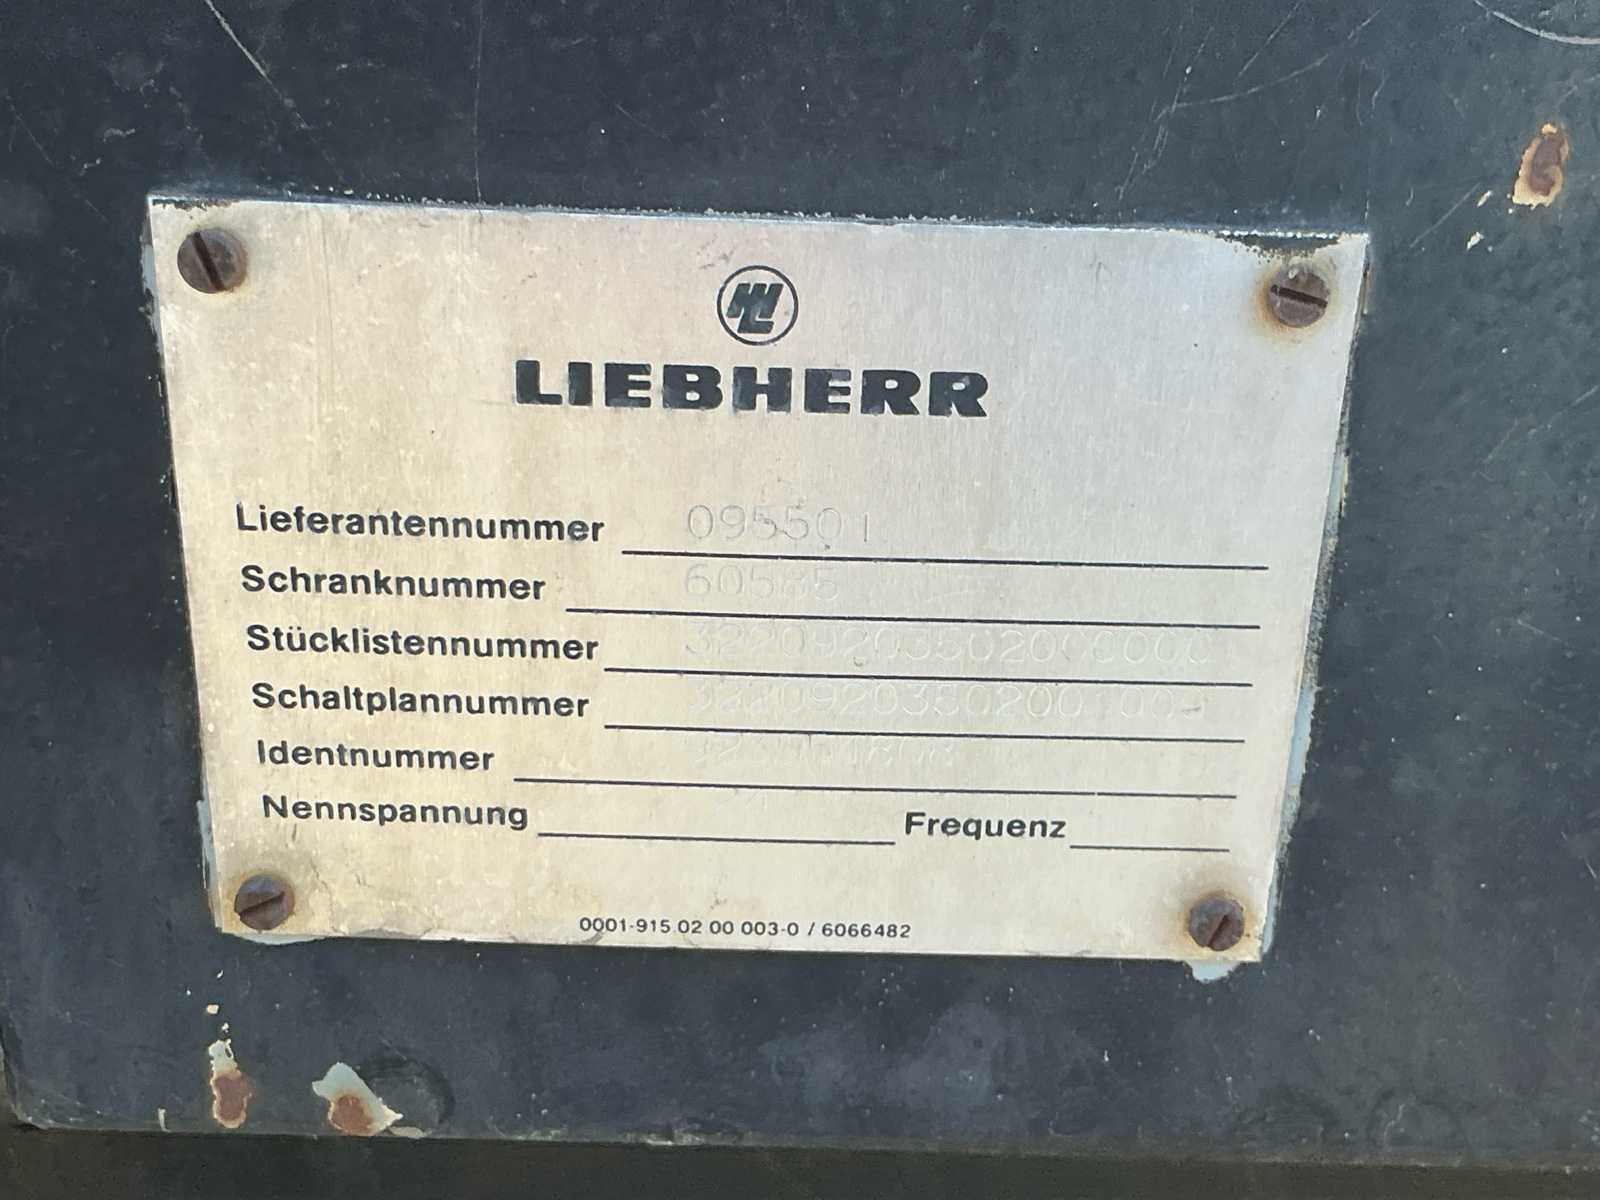 LIEBHERR
Lieferantennummer 095501
Schranknummer 60585
Stücklistennummer
Schaltplannummer
Identnummer
Nennspannung Frequenz
0001-915 02 00 003-0 / 6066482